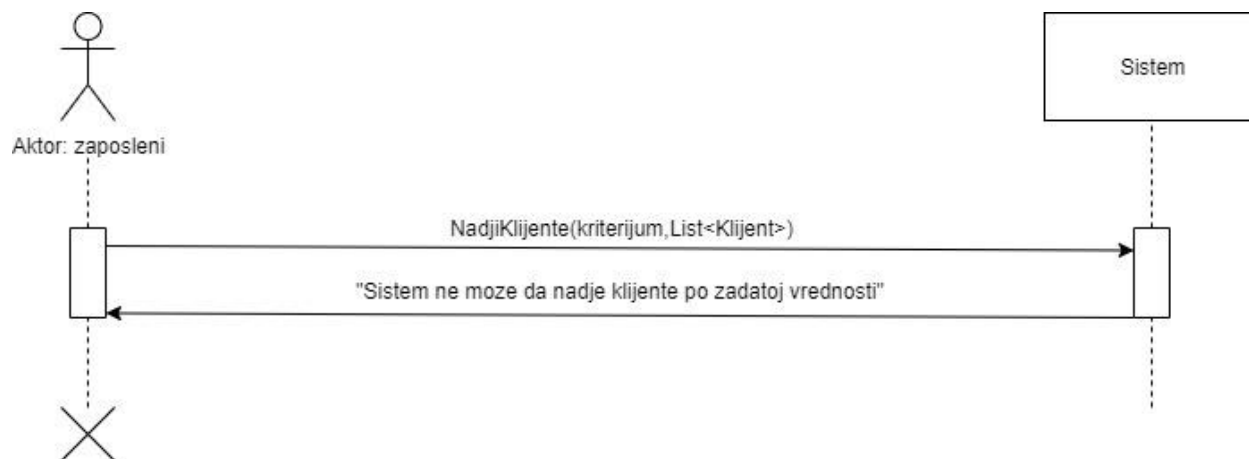 Sistem
Aktor: zaposleni
NadjiKlijente(kriterijum,List<Klijent>)
"Sistem ne moze da nadje klijente po zadatoj vrednosti"